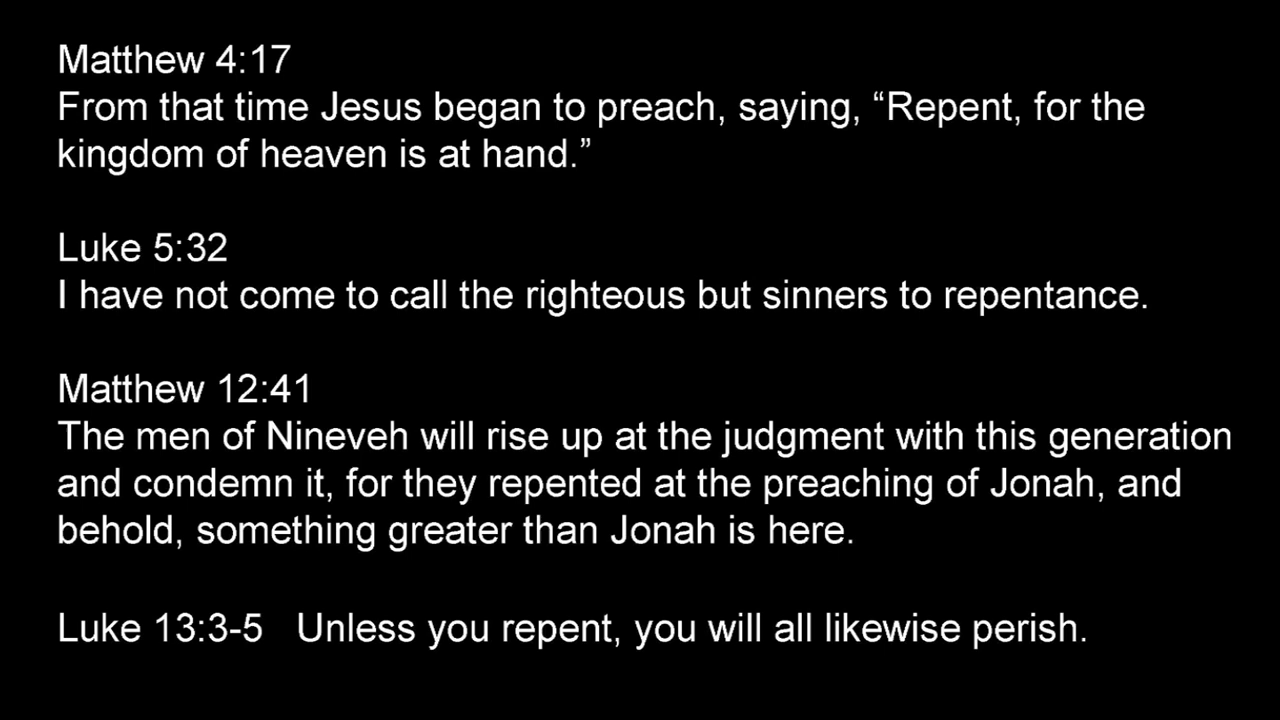 Matthew 4:17
From that time Jesus began to preach, saying, “Repent, for the
kingdom of heaven is at hand.”
Luke 5:32
I have not come to call the righteous but sinners to repentance.
Matthew 12:41
The men of Nineveh will rise up at the judgment with this generation
and condemn it, for they repented at the preaching of Jonah, and
behold, something greater than Jonah is here.
Luke 13:3-5   Unless you repent, you will all likewise perish.